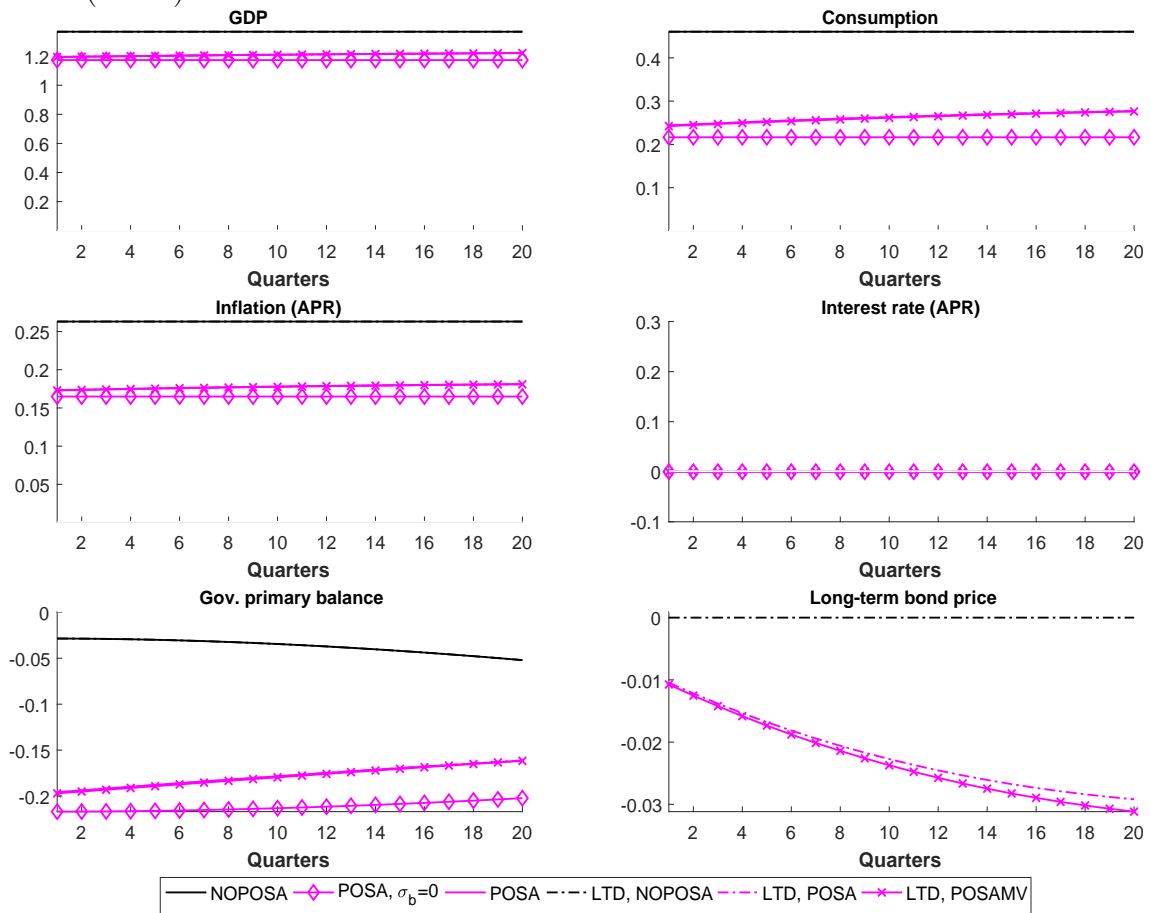 GDP
1.2
1
0.8
0.6
0.4
0.2
2 4 6 8 10 12 14 16 18 20
Quarters
Consumption
0.4
0.3
0.2
0.1
2 4 6 8 10 12 14 16 18 20
Quarters
Inflation (APR)
0.25
0.2
0.15
0.1
0.05
2 4 6 8 10 12 14 16 18 20
Quarters
Interest rate (APR)
0.3
0.2
0.1
0
-0.1
2 4 6 8 10 12 14 16 18 20
Quarters
Gov. primary balance
0
-0.05
-0.1
-0.15
-0.2
2 4 6 8 10 12 14 16 18 20
Quarters
Long-term bond price
0
-0.01
-0.02
-0.03
2 4 6 8 10 12 14 16 18 20
Quarters
NOPOSA POSA, σ_b=0 POSA LTD, NOPOSA LTD, POSA LTD, POSAMV